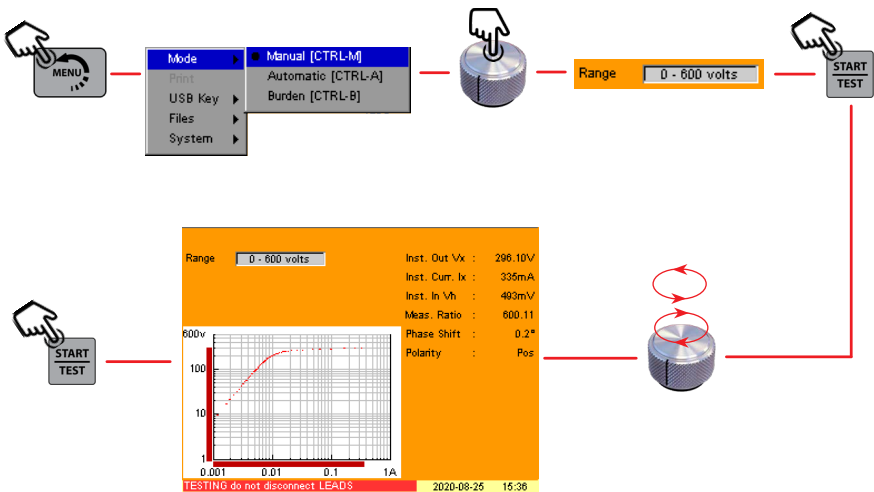 MENU
Mode
Print
USB Key
Files
System
Manual [CTRL-M]
Automatic [CTRL-A]
Burden [CTRL-B]
Range 0 - 600 volts
START
TEST
START
TEST
Range 0 - 600 volts
Inst. Out Vx : 296.10V
Inst. Curr. Ix : 335mA
Inst. In Vh : 493mV
Meas. Ratio : 600.11
Phase Shift : 0.2°
Polarity : Pos
600v
100
10
1
0.001 0.01 0.1 1A
TESTING do not disconnect LEADS 2020-08-25 15:36